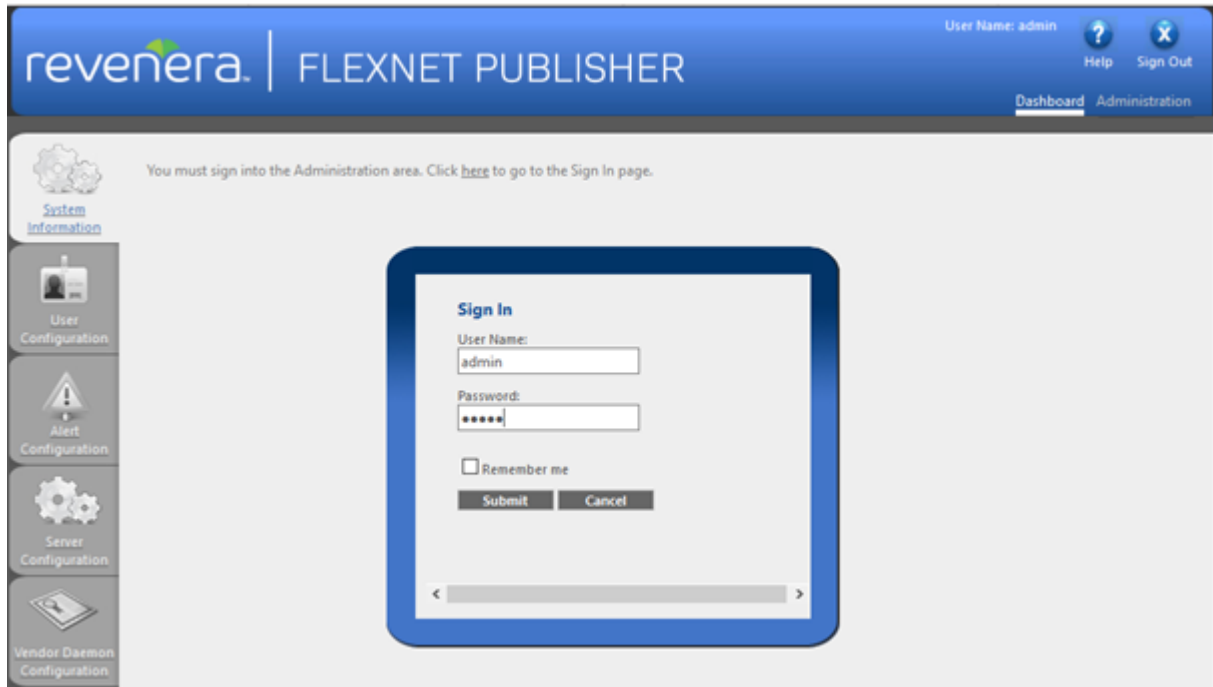 User Name: admin
revenera. FLEXNET PUBLISHER
Help Sign Out
Dashboard Administration
You must sign into the Administration area. Click here to go to the Sign In page.
System
Information
User
Configuration
Alert
Configuration
Server
Configuration
Vendor Daemon
Configuration
Sign In
User Name:
admin
Password:
•••••
Remember me
Submit Cancel